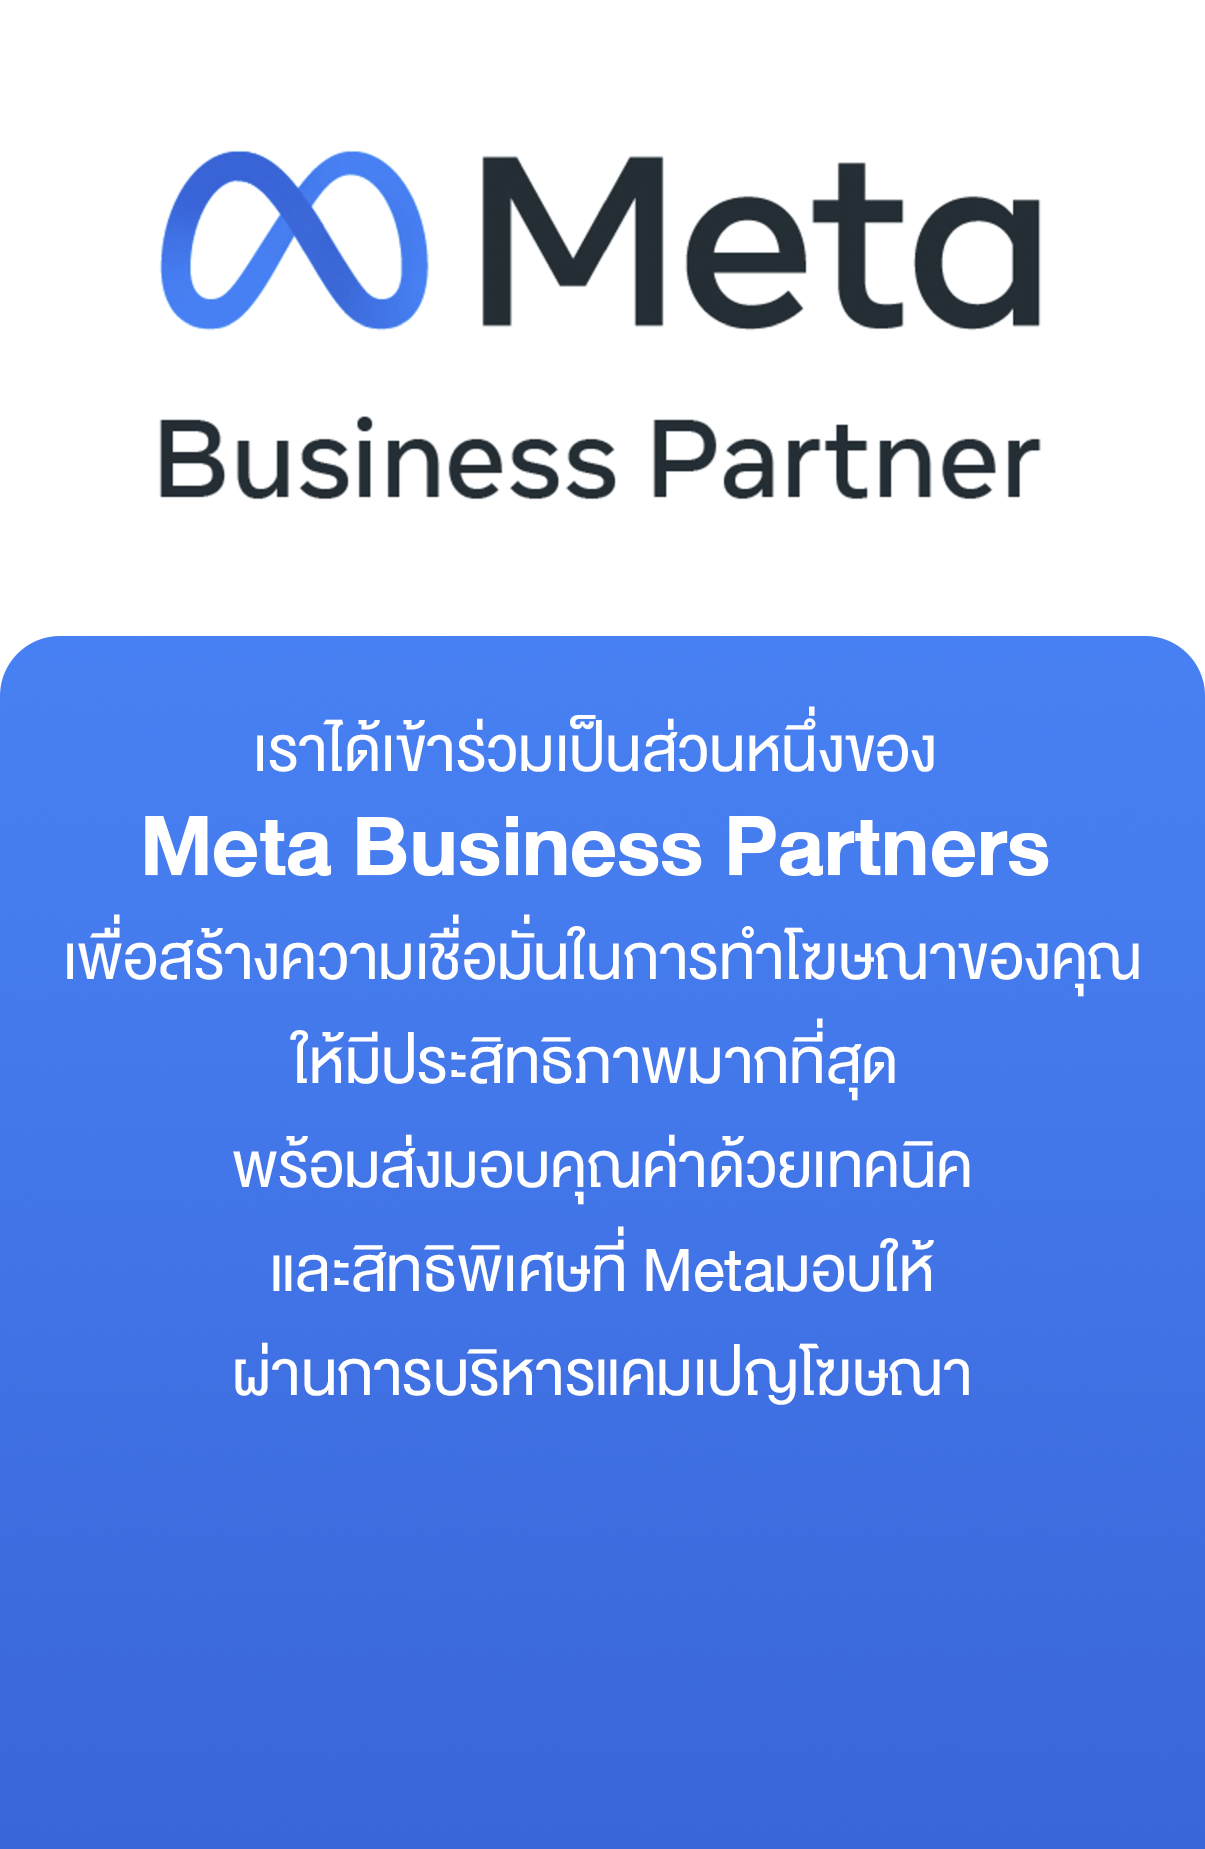 Meta
Business Partner
เราได้เข้าร่วมเป็นส่วนหนึ่งของ
Meta Business Partners
เพื่อสร้างความเชื่อมั่นในการทำโฆษณาของคุณ
ให้มีประสิทธิภาพมากที่สุด
พร้อมส่งมอบคุณค่าด้วยเทคนิค
และสิทธิพิเศษที่ Metaมอบให้
ผ่านการบริหารแคมเปญโฆษณา